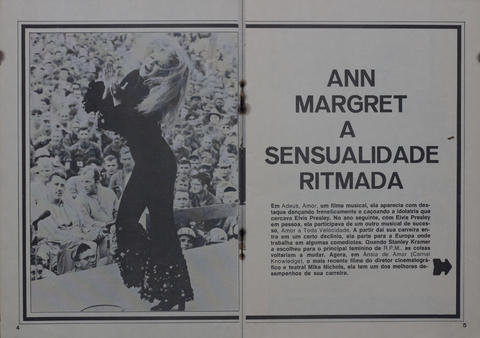 ANN
MARGRET
A
SENSUALIDADE
RITMADA
Em Adeus, Amor, um filme musical, ela aparecia com des-
taque dançando freneticamente e caçoando a idolatria que
cercava Elvis Presley. No ano seguinte, com Elvis Presley
em pessoa, ela participava de um outro musical de suces-
so, Amor a Toda Velocidade. A partir daí sua carreira en-
tra em um certo declínio, ela parte para a Europa onde
trabalha em algumas comedíolas. Quando Stanley Kramer
a escolheu para o principal feminino de R.P.M., as coisas
voltariam a mudar. Agora, em Ânsia de Amar (Carnal
Knowledge), o mais recente filme do diretor cinematográ-
fico e teatral Mike Nichols, ela tem um dos melhores de-
sempenhos de sua carreira.
4
5